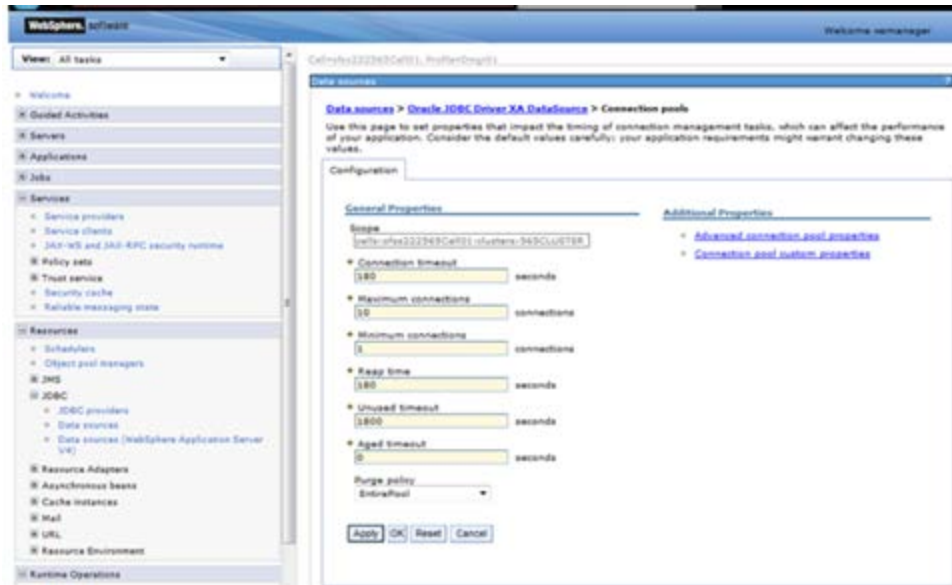 WebSphere. software
Welcome wsmanager
View: All tasks
Welcome
Guided Activities
Servers
Applications
Jobs
Services
Service providers
Service clients
JAX-WS and JAX-RPC security runtime
Policy sets
Trust service
Security cache
Reliable messaging state
Resources
Schedulers
Object pool managers
JMS
JDBC
JDBC providers
Data sources
Data sources (WebSphere Application Server V4)
Resource Adapters
Asynchronous beans
Cache instances
Mail
URL
Resource Environment
Runtime Operations
Data sources
Data sources > Oracle JDBC Driver XA DataSource > Connection pools
Use this page to set properties that impact the timing of connection management tasks, which can affect the performance
of your application. Consider the default values carefully; your application requirements might warrant changing these
values.
Configuration
General Properties
Scope
* Connection timeout
180 seconds
* Maximum connections
10 connections
* Minimum connections
1 connections
* Reap time
180 seconds
* Unused timeout
1800 seconds
* Aged timeout
0 seconds
Purge policy
EntirePool
Apply OK Reset Cancel
Additional Properties
Advanced connection pool properties
Connection pool custom properties